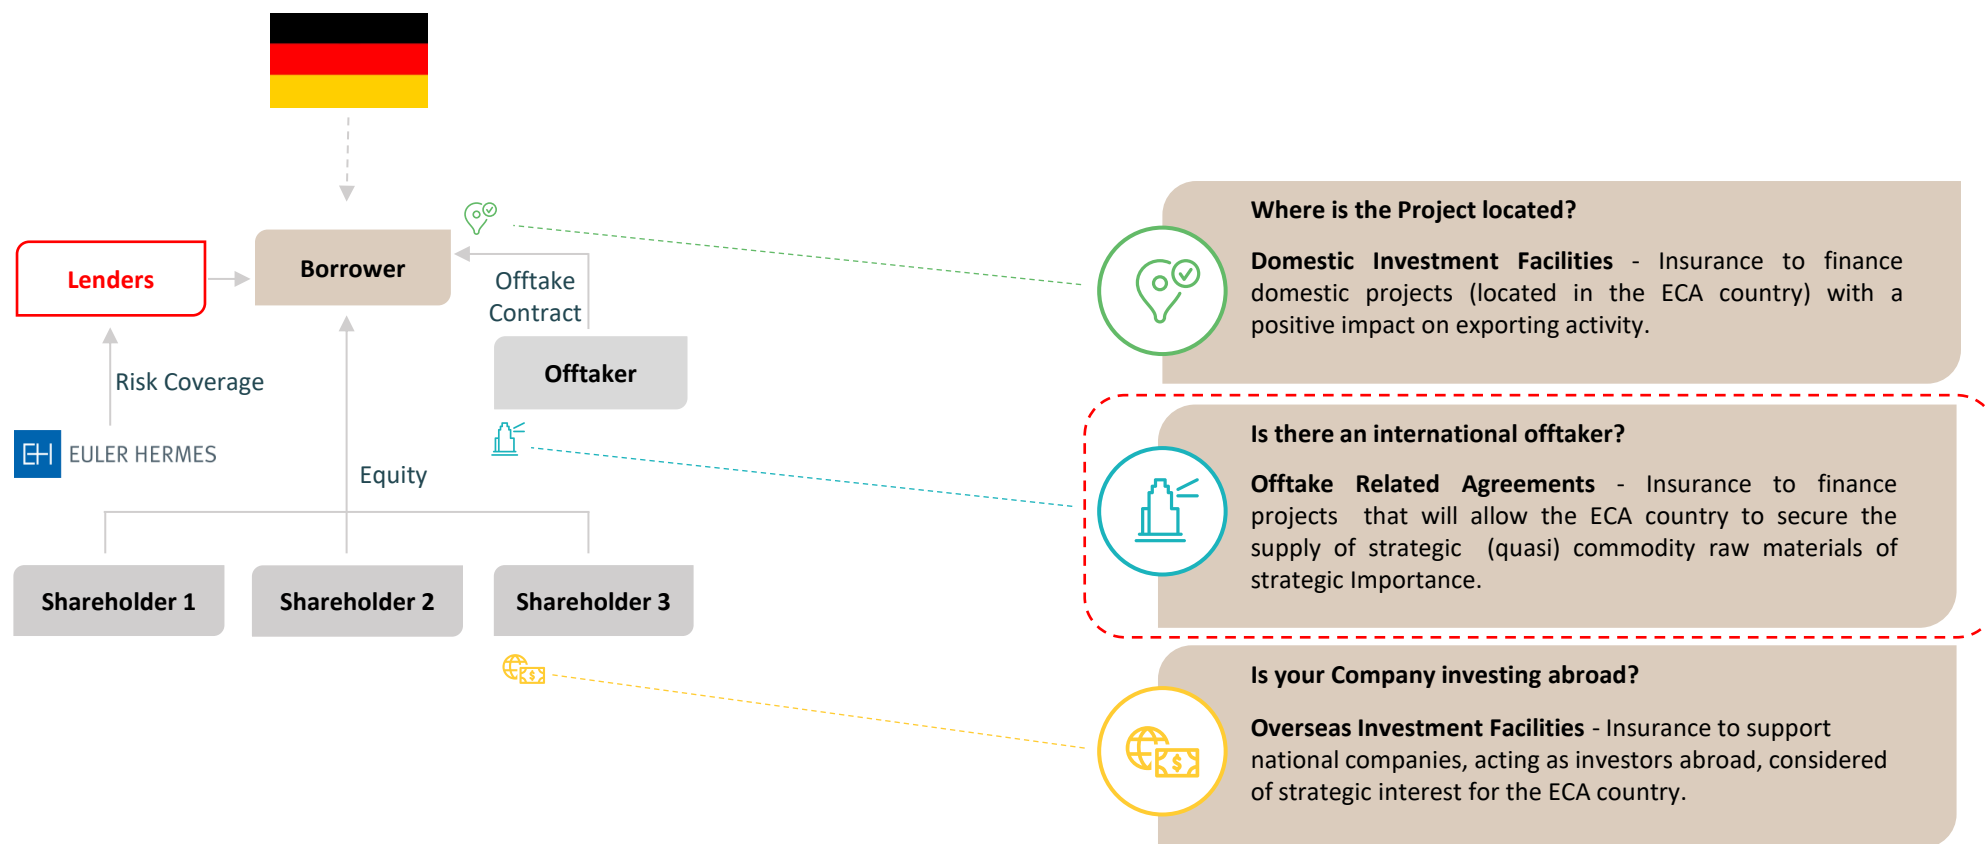 Lenders
Borrower
Offtake
Contract
Offtaker
Risk Coverage
EH EULER HERMES
Equity
Shareholder 1
Shareholder 2
Shareholder 3
Where is the Project located?
Domestic Investment Facilities - Insurance to finance
domestic projects (located in the ECA country) with a
positive impact on exporting activity.
Is there an international offtaker?
Offtake Related Agreements - Insurance to finance
projects that will allow the ECA country to secure the
supply of strategic (quasi) commodity raw materials of
strategic Importance.
Is your Company investing abroad?
Overseas Investment Facilities - Insurance to support
national companies, acting as investors abroad, considered
of strategic interest for the ECA country.